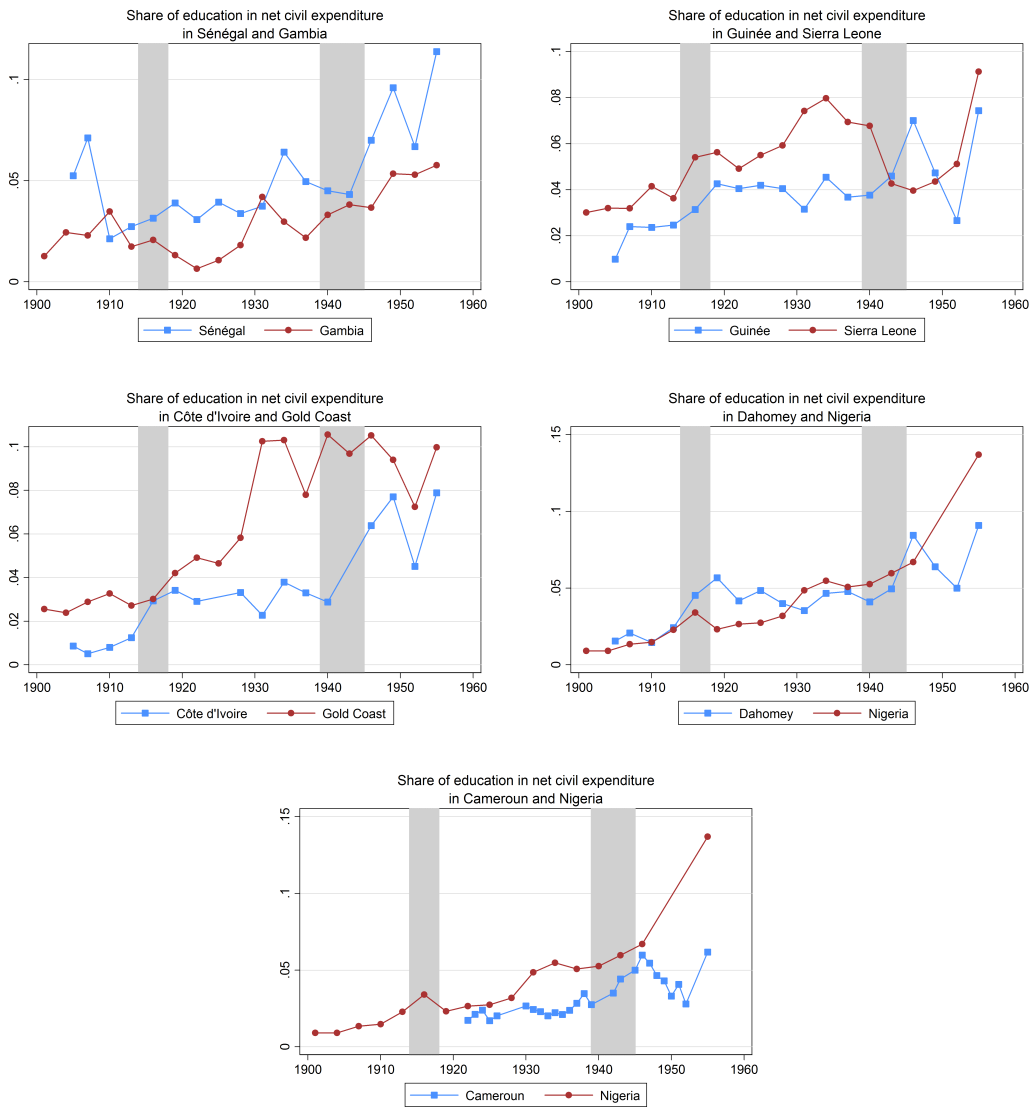 Share of education in net civil expenditure
in Sénégal and Gambia
.1
.05
0
1900 1910 1920 1930 1940 1950 1960
Sénégal Gambia
Share of education in net civil expenditure
in Guinée and Sierra Leone
.1
.08
.06
.04
.02
0
1900 1910 1920 1930 1940 1950 1960
Guinée Sierra Leone
Share of education in net civil expenditure
in Côte d'Ivoire and Gold Coast
.1
.08
.06
.04
.02
0
1900 1910 1920 1930 1940 1950 1960
Côte d'Ivoire Gold Coast
Share of education in net civil expenditure
in Dahomey and Nigeria
.15
.1
.05
0
1900 1910 1920 1930 1940 1950 1960
Dahomey Nigeria
Share of education in net civil expenditure
in Cameroun and Nigeria
.15
.1
.05
0
1900 1910 1920 1930 1940 1950 1960
Cameroun Nigeria